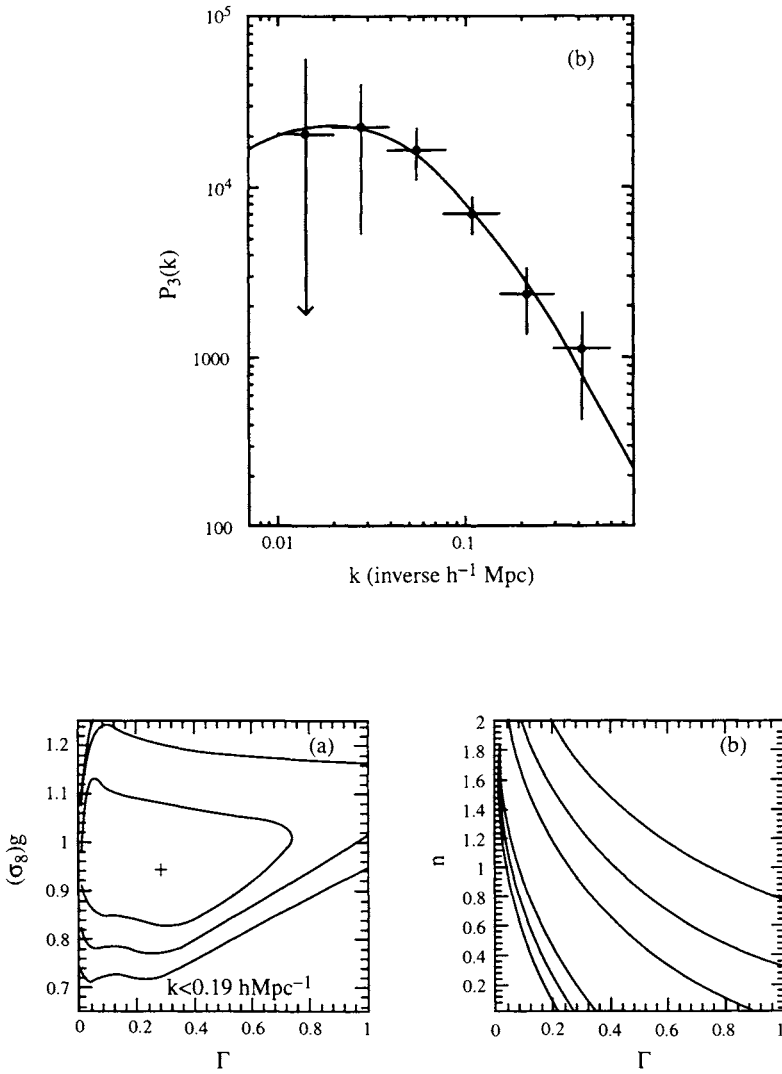 10^5
10^4
1000
100
P_3(k)
(b)
0.01 0.1
k (inverse h^{-1} Mpc)
1.2
1.1
1
0.9
0.8
0.7
(σ_8)g
(a)
k<0.19 hMpc^{-1}
0 0.2 0.4 0.6 0.8 1
Γ
2
1.8
1.6
1.4
1.2
1
0.8
0.6
0.4
0.2
n
(b)
0 0.2 0.4 0.6 0.8 1
Γ